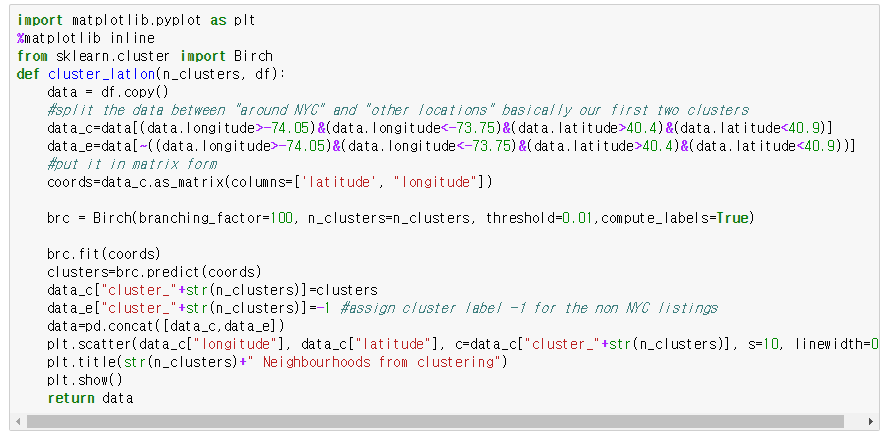 import matplotlib.pyplot as plt
%matplotlib inline
from sklearn.cluster import Birch
def cluster_latlon(n_clusters, df):
    data = df.copy()
    #split the data between "around NYC" and "other locations" basically our first two clusters
    data_c=data[(data.longitude>-74.05)&(data.longitude<-73.75)&(data.latitude>40.4)&(data.latitude<40.9)]
    data_e=data[~((data.longitude>-74.05)&(data.longitude<-73.75)&(data.latitude>40.4)&(data.latitude<40.9))]
    #put it in matrix form
    coords=data_c.as_matrix(columns=['latitude', "longitude"])

    brc = Birch(branching_factor=100, n_clusters=n_clusters, threshold=0.01,compute_labels=True)

    brc.fit(coords)
    clusters=brc.predict(coords)
    data_c["cluster_"+str(n_clusters)]=clusters
    data_e["cluster_"+str(n_clusters)]=-1 #assign cluster label -1 for the non NYC listings
    data=pd.concat([data_c,data_e])
    plt.scatter(data_c["longitude"], data_c["latitude"], c=data_c["cluster_"+str(n_clusters)], s=10, linewidth=0
    plt.title(str(n_clusters)+" Neighbourhoods from clustering")
    plt.show()
    return data